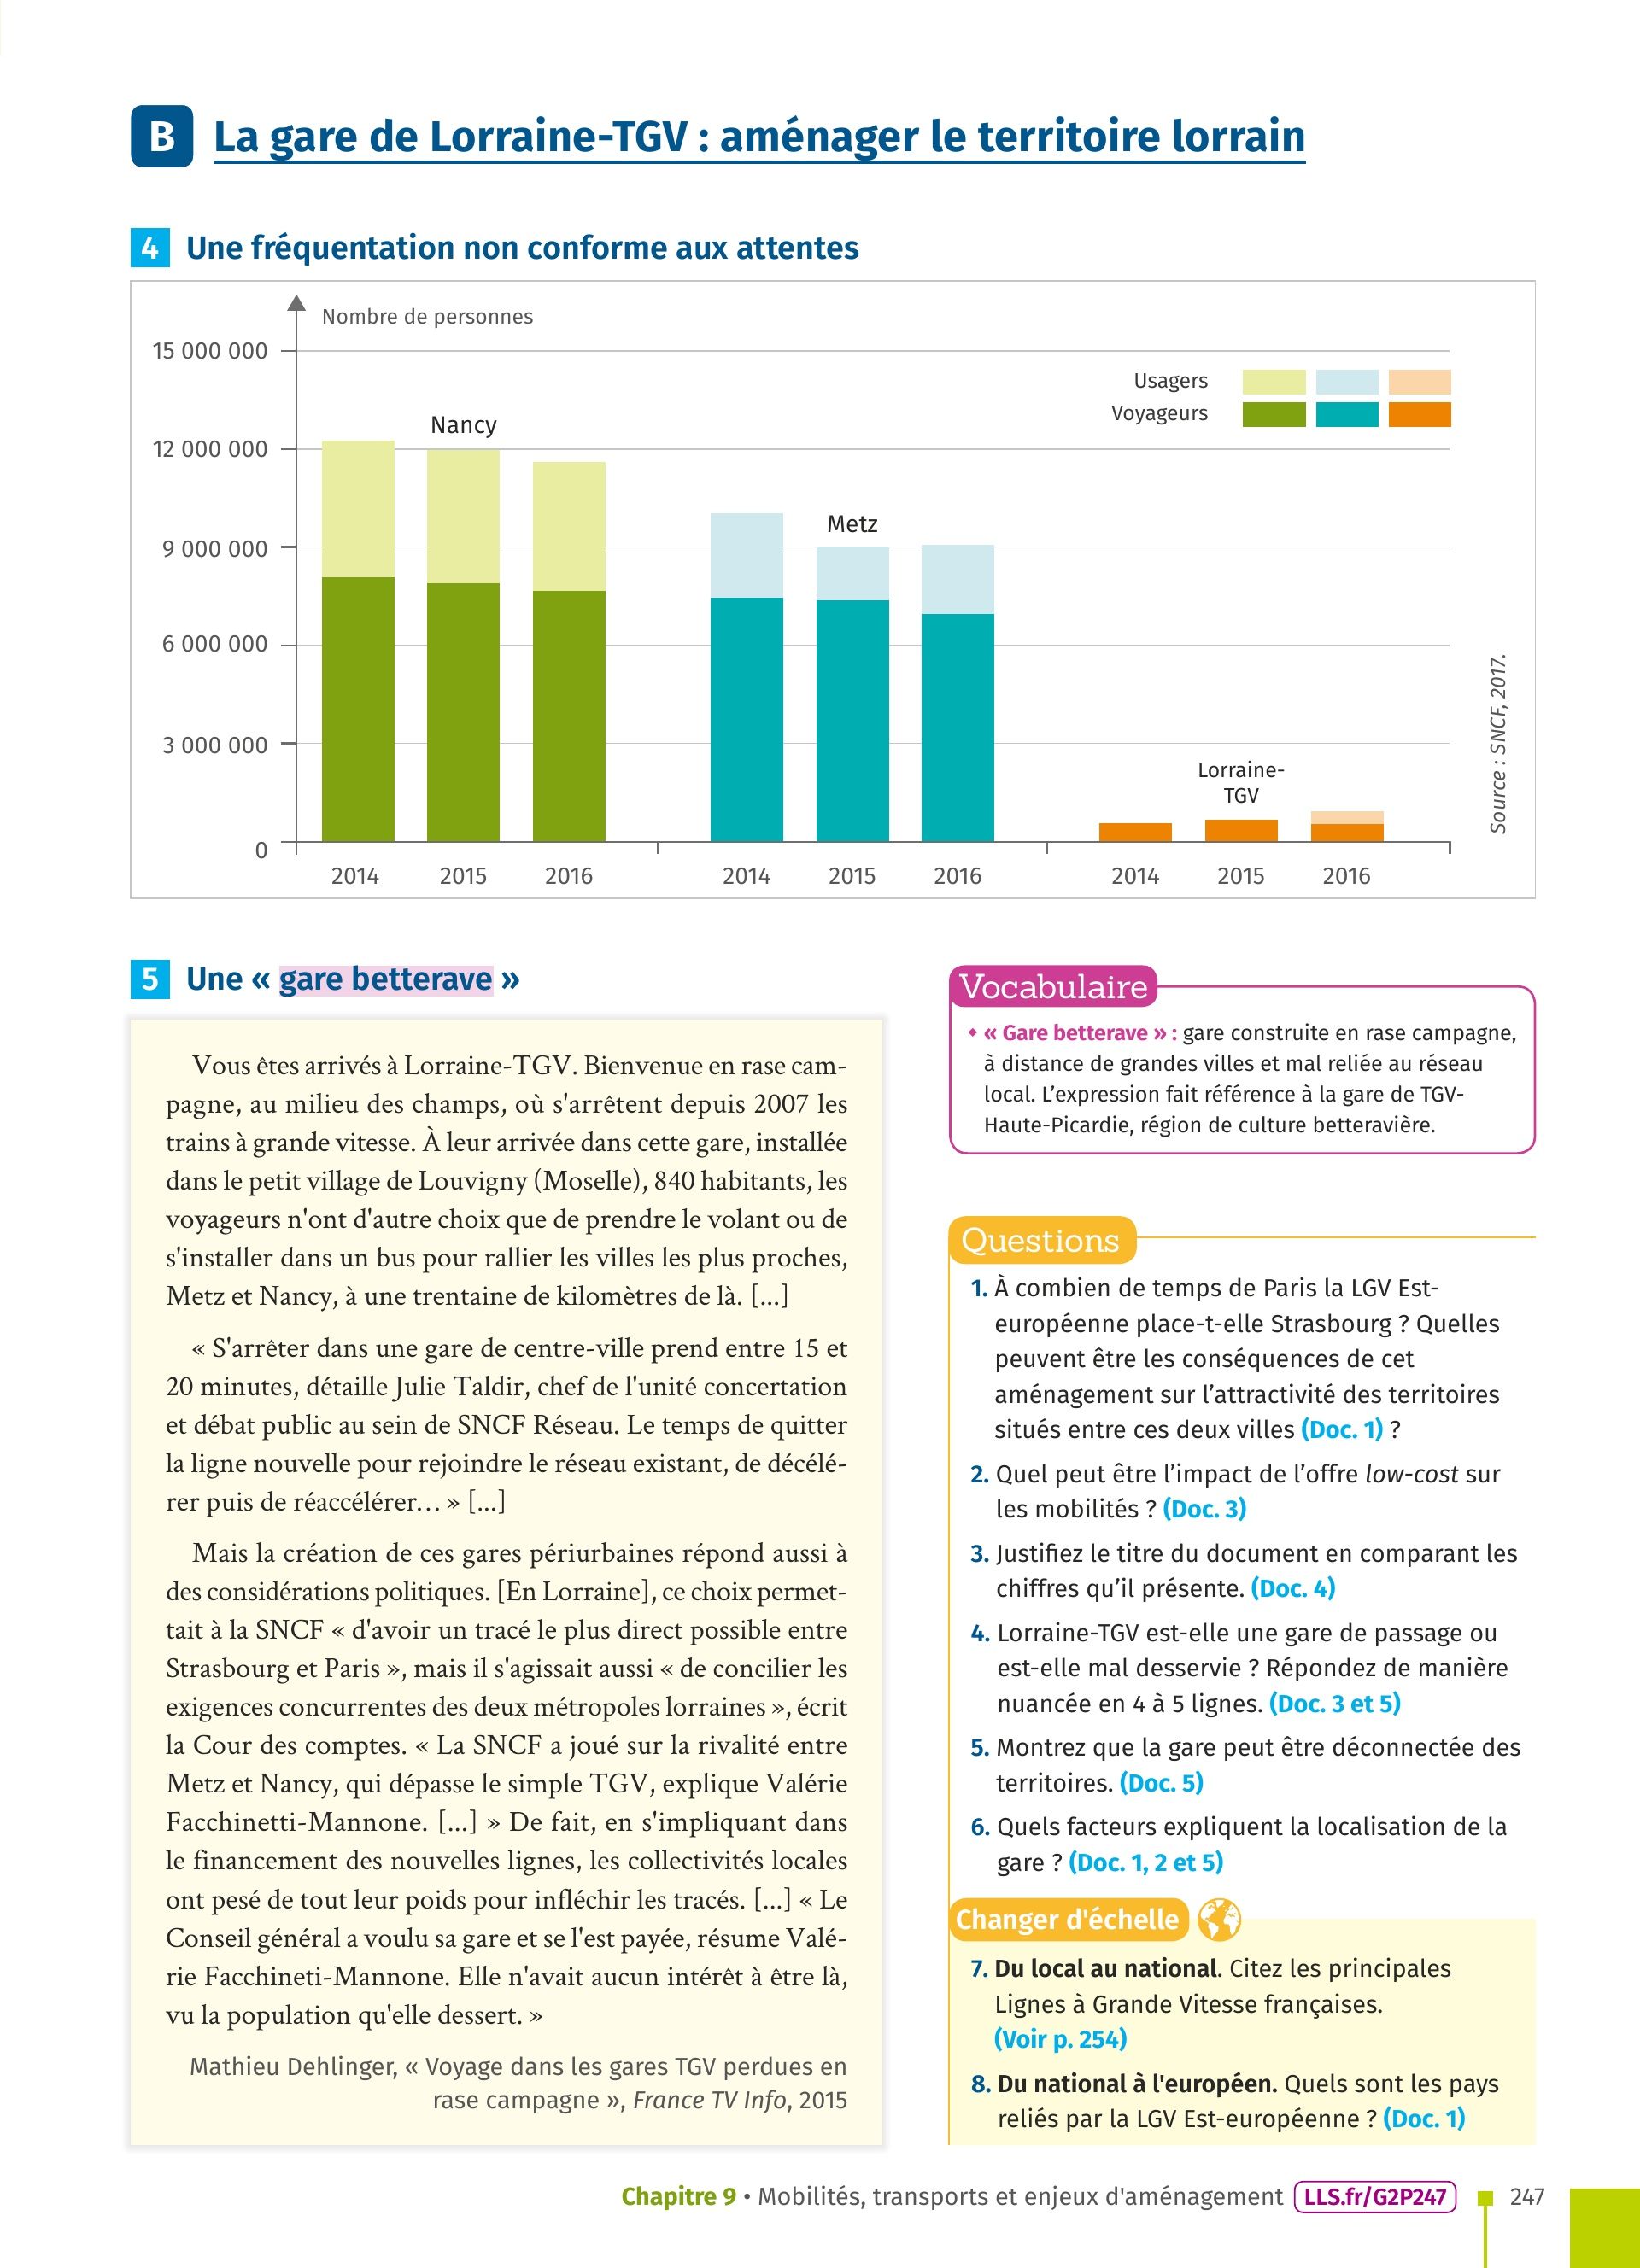 B La gare de Lorraine-TGV : aménager le territoire lorrain
4 Une fréquentation non conforme aux attentes
Nombre de personnes
15 000 000
12 000 000
9 000 000
6 000 000
3 000 000
0
Usagers
Voyageurs
Nancy
Metz
Lorraine-
TGV
2014 2015 2016 2014 2015 2016 2014 2015 2016
Source : SNCF, 2017.
5 Une « gare betterave »
Vous êtes arrivés à Lorraine-TGV. Bienvenue en rase cam-
pagne, au milieu des champs, où s'arrêtent depuis 2007 les
trains à grande vitesse. À leur arrivée dans cette gare, installée
dans le petit village de Louvigny (Moselle), 840 habitants, les
voyageurs n'ont d'autre choix que de prendre le volant ou de
s'installer dans un bus pour rallier les villes les plus proches,
Metz et Nancy, à une trentaine de kilomètres de là. [...]
« S'arrêter dans une gare de centre-ville prend entre 15 et
20 minutes, détaille Julie Taldir, chef de l'unité concertation
et débat public au sein de SNCF Réseau. Le temps de quitter
la ligne nouvelle pour rejoindre le réseau existant, de décélé-
rer puis de réaccélérer… » [...]
Mais la création de ces gares périurbaines répond aussi à
des considérations politiques. [En Lorraine], ce choix permet-
tait à la SNCF « d'avoir un tracé le plus direct possible entre
Strasbourg et Paris », mais il s'agissait aussi « de concilier les
exigences concurrentes des deux métropoles lorraines », écrit
la Cour des comptes. « La SNCF a joué sur la rivalité entre
Metz et Nancy, qui dépasse le simple TGV, explique Valérie
Facchinetti-Mannone. [...] » De fait, en s'impliquant dans
le financement des nouvelles lignes, les collectivités locales
ont pesé de tout leur poids pour infléchir les tracés. [...] « Le
Conseil général a voulu sa gare et se l'est payée, résume Valé-
rie Facchineti-Mannone. Elle n'avait aucun intérêt à être là,
vu la population qu'elle dessert. »
Mathieu Dehlinger, « Voyage dans les gares TGV perdues en
rase campagne », France TV Info, 2015
Vocabulaire
◆ « Gare betterave » : gare construite en rase campagne,
à distance de grandes villes et mal reliée au réseau
local. L’expression fait référence à la gare de TGV-
Haute-Picardie, région de culture betteravière.
Questions
1. À combien de temps de Paris la LGV Est-
européenne place-t-elle Strasbourg ? Quelles
peuvent être les conséquences de cet
aménagement sur l’attractivité des territoires
situés entre ces deux villes (Doc. 1) ?
2. Quel peut être l’impact de l’offre low-cost sur
les mobilités ? (Doc. 3)
3. Justifiez le titre du document en comparant les
chiffres qu’il présente. (Doc. 4)
4. Lorraine-TGV est-elle une gare de passage ou
est-elle mal desservie ? Répondez de manière
nuancée en 4 à 5 lignes. (Doc. 3 et 5)
5. Montrez que la gare peut être déconnectée des
territoires. (Doc. 5)
6. Quels facteurs expliquent la localisation de la
gare ? (Doc. 1, 2 et 5)
Changer d'échelle
7. Du local au national. Citez les principales
Lignes à Grande Vitesse françaises.
(Voir p. 254)
8. Du national à l'européen. Quels sont les pays
reliés par la LGV Est-européenne ? (Doc. 1)
Chapitre 9 • Mobilités, transports et enjeux d'aménagement LLS.fr/G2P247 247